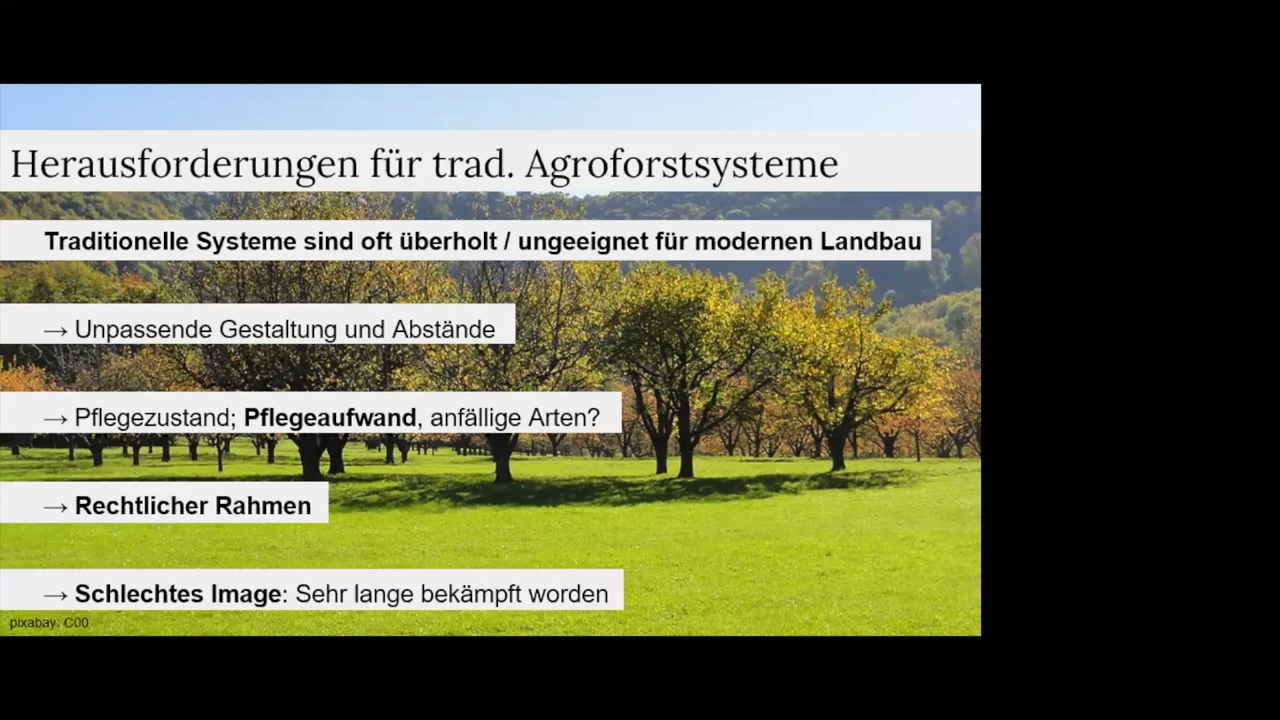 Herausforderungen für trad. Agroforstsysteme
Traditionelle Systeme sind oft überholt / ungeeignet für modernen Landbau
→ Unpassende Gestaltung und Abstände
→ Pflegezustand; Pflegeaufwand, anfällige Arten?
→ Rechtlicher Rahmen
→ Schlechtes Image: Sehr lange bekämpft worden
pixabay. C00